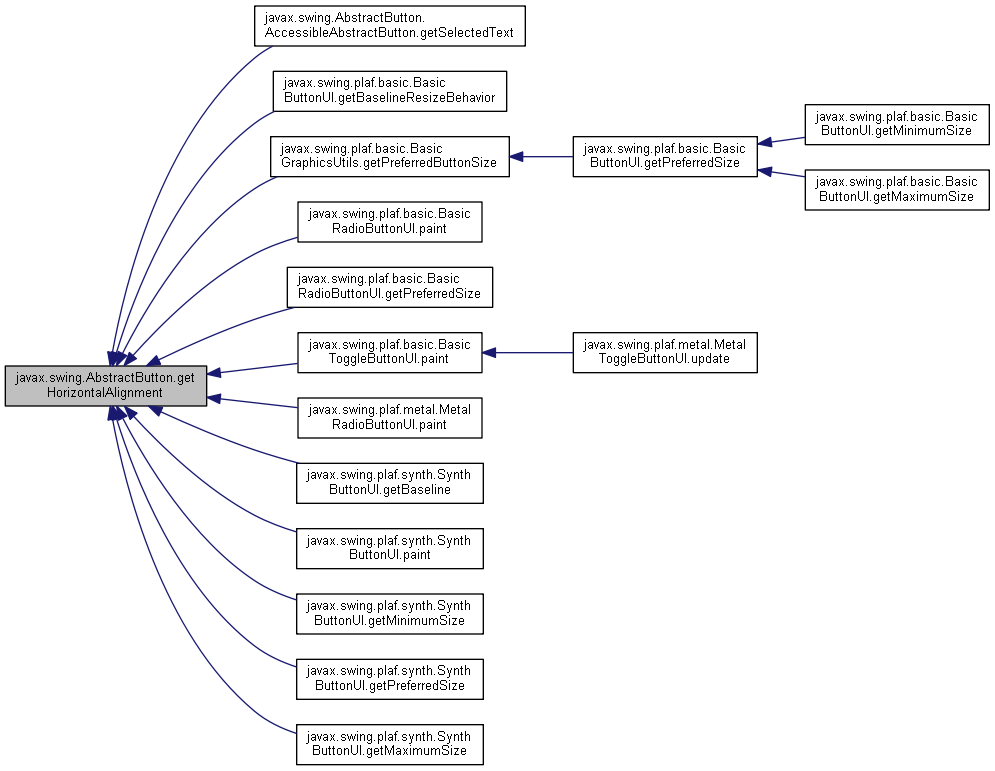 javax.swing.AbstractButton.
AccessibleAbstractButton.getSelectedText
javax.swing.plaf.basic.Basic
ButtonUI.getBaselineResizeBehavior
javax.swing.plaf.basic.Basic
GraphicsUtils.getPreferredButtonSize
javax.swing.plaf.basic.Basic
ButtonUI.getPreferredSize
javax.swing.plaf.basic.Basic
ButtonUI.getMinimumSize
javax.swing.plaf.basic.Basic
ButtonUI.getMaximumSize
javax.swing.plaf.basic.Basic
RadioButtonUI.paint
javax.swing.plaf.basic.Basic
RadioButtonUI.getPreferredSize
javax.swing.plaf.basic.Basic
ToggleButtonUI.paint
javax.swing.plaf.metal.Metal
ToggleButtonUI.update
javax.swing.AbstractButton.get
HorizontalAlignment
javax.swing.plaf.metal.Metal
RadioButtonUI.paint
javax.swing.plaf.synth.Synth
ButtonUI.getBaseline
javax.swing.plaf.synth.Synth
ButtonUI.paint
javax.swing.plaf.synth.Synth
ButtonUI.getMinimumSize
javax.swing.plaf.synth.Synth
ButtonUI.getPreferredSize
javax.swing.plaf.synth.Synth
ButtonUI.getMaximumSize